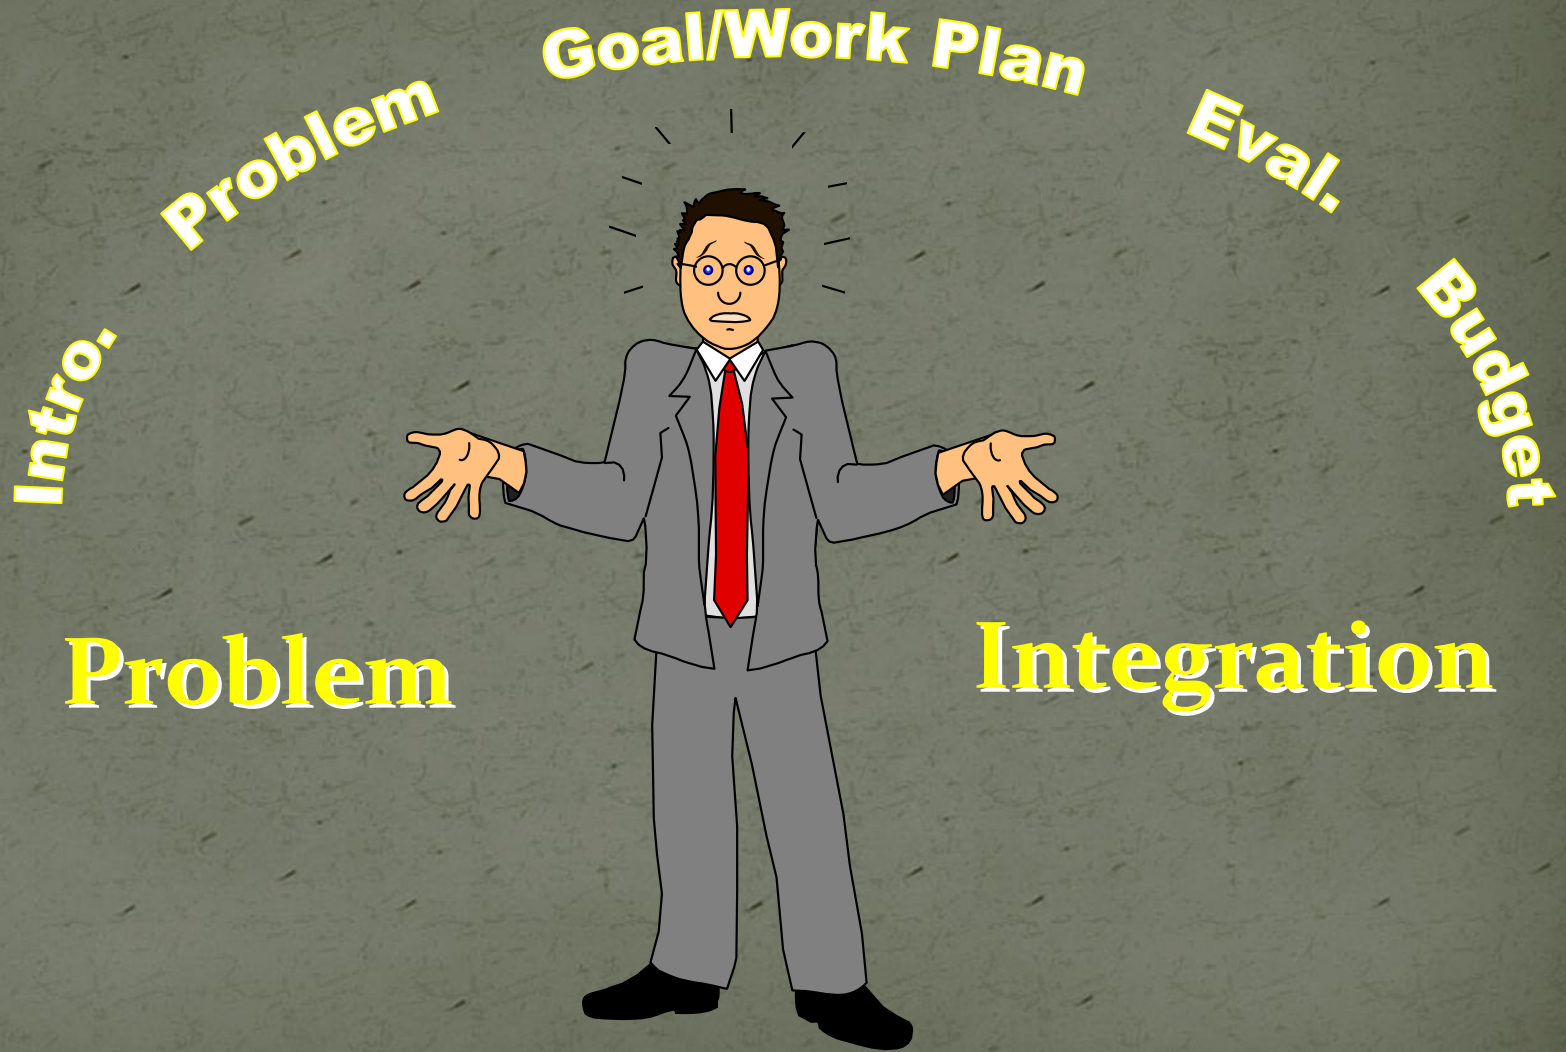 Intro.
Problem
Goal/Work Plan
Eval.
Budget
Problem
Integration